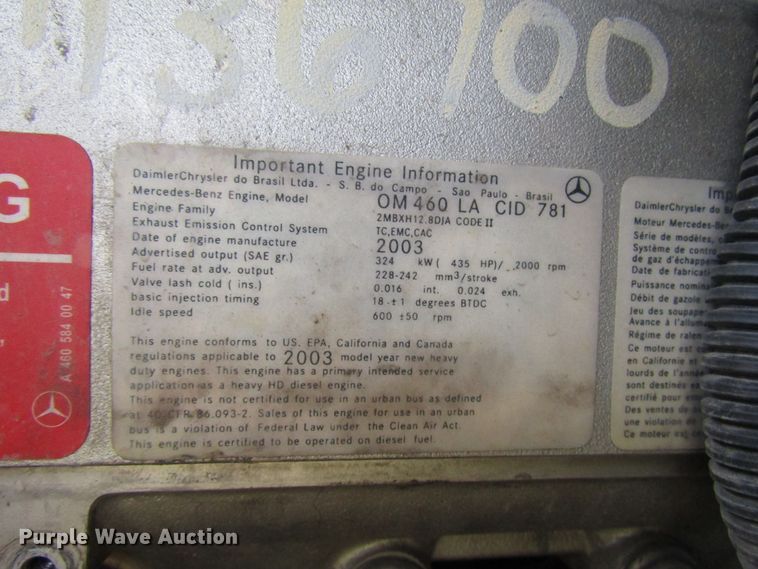 436700
Important Engine Information
DaimlerChrysler do Brasil Ltda. - S. B. do Campo - Sao Paulo - Brasil
Mercedes-Benz Engine, Model OM 460 LA CID 781
Engine Family 2MBXH12.8DJA CODE II
Exhaust Emission Control System TC,EMC,CAC
Date of engine manufacture 2003
Advertised output (SAE gr.) 324 kW ( 435 HP)/ 2000 rpm
Fuel rate at adv. output 228-242 mm³/stroke
Valve lash cold ( ins.) 0.016 int. 0.024 exh.
basic injection timing 18 ±1 degrees BTDC
Idle speed 600 ±50 rpm
This engine conforms to US. EPA, California and Canada
regulations applicable to 2003 model year new heavy
duty engines. This engine has a primary intended service
application as a heavy HD diesel engine.
This engine is not certified for use in an urban bus as defined
at 40 CFR 86.093-2. Sales of this engine for use in an urban
bus is a violation of Federal Law under the Clean Air Act.
This engine is certified to be operated on diesel fuel.
G
d
A 460 584 00 47
DaimlerChrysler do
Moteur Mercedes-Be
Série de modèles,
Système de control
de gaz d'échappem
Date de fabricati
Puissance nominal
Débit de gazole
Jeu des soupape
Avance à l'allum
Régime de ralen
Ce moteur est co
en Californie et
lourds de l'année
sont destinés es
certifié pour em
Des ventes de
une violation de
Ce moteur est
Purple Wave Auction